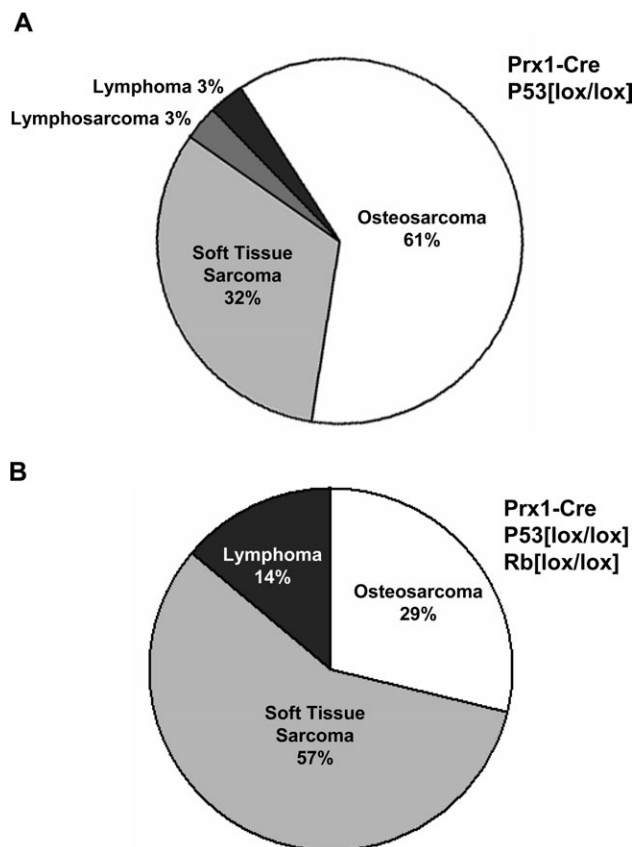 A
Prx1-Cre
P53[lox/lox]
Lymphoma 3%
Lymphosarcoma 3%
Osteosarcoma
61%
Soft Tissue
Sarcoma
32%
B
Prx1-Cre
P53[lox/lox]
Rb[lox/lox]
Lymphoma
14%
Osteosarcoma
29%
Soft Tissue
Sarcoma
57%